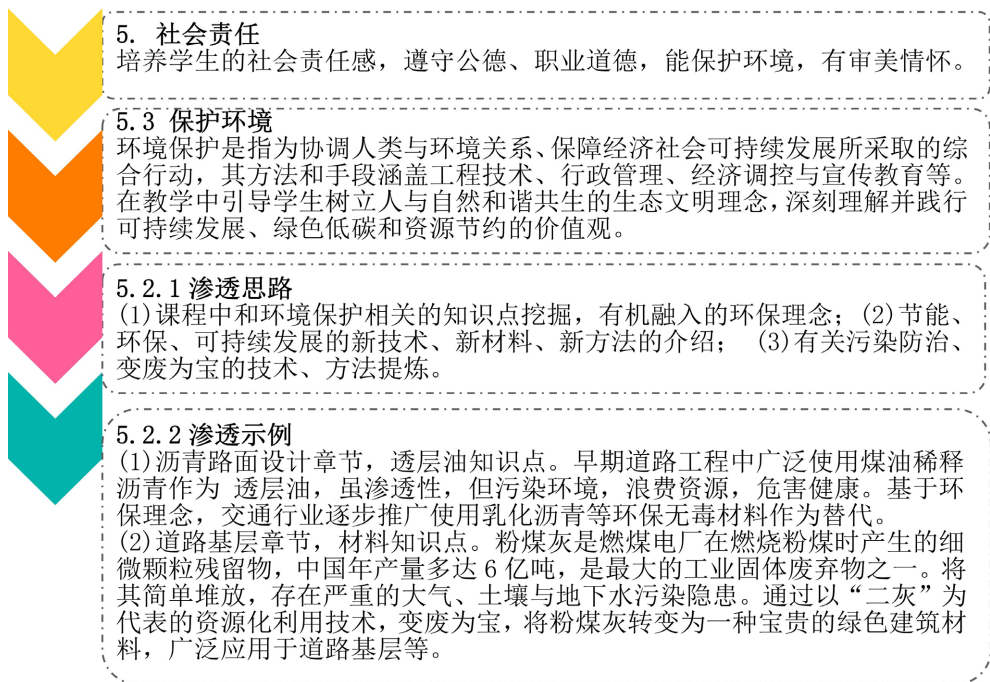 5. 社会责任
培养学生的社会责任感，遵守公德、职业道德，能保护环境，有审美情怀。
5.3 保护环境
环境保护是指为协调人类与环境关系、保障经济社会可持续发展所采取的综
合行动，其方法和手段涵盖工程技术、行政管理、经济调控与宣传教育等。
在教学中引导学生树立人与自然和谐共生的生态文明理念，深刻理解并践行
可持续发展、绿色低碳和资源节约的价值观。
5.2.1 渗透思路
(1)课程中和环境保护相关的知识点挖掘，有机融入的环保理念；(2)节能、
环保、可持续发展的新技术、新材料、新方法的介绍； (3)有关污染防治、
变废为宝的技术、方法提炼。
5.2.2 渗透示例
(1)沥青路面设计章节，透层油知识点。早期道路工程中广泛使用煤油稀释
沥青作为 透层油，虽渗透性，但污染环境，浪费资源，危害健康。基于环
保理念，交通行业逐步推广使用乳化沥青等环保无毒材料作为替代。
(2)道路基层章节，材料知识点。粉煤灰是燃煤电厂在燃烧粉煤时产生的细
微颗粒残留物，中国年产量多达 6 亿吨，是最大的工业固体废弃物之一。将
其简单堆放，存在严重的大气、土壤与地下水污染隐患。通过以“二灰”为
代表的资源化利用技术，变废为宝，将粉煤灰转变为一种宝贵的绿色建筑材
料，广泛应用于道路基层等。